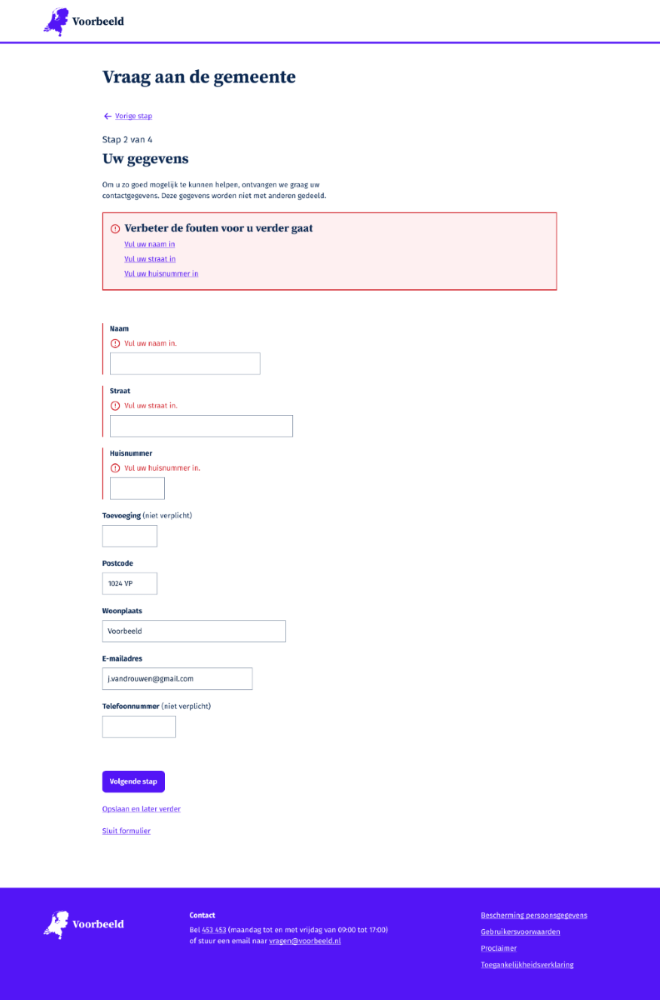 Voorbeeld
Vraag aan de gemeente
Vorige stap
Stap 2 van 4
Uw gegevens
Om u zo goed mogelijk te kunnen helpen, ontvangen we graag uw
contactgegevens. Deze gegevens worden niet met anderen gedeeld.
Verbeter de fouten voor u verder gaat
Vul uw naam in
Vul uw straat in
Vul uw huisnummer in
Naam
Vul uw naam in.
Straat
Vul uw straat in.
Huisnummer
Vul uw huisnummer in.
Toevoeging (niet verplicht)
Postcode
1024 VP
Woonplaats
Voorbeeld
E-mailadres
j.vandrouwen@gmail.com
Telefoonnummer (niet verplicht)
Volgende stap
Opslaan en later verder
Sluit formulier
Voorbeeld
Contact
Bel 453 453 (maandag tot en met vrijdag van 09:00 tot 17:00)
of stuur een email naar vragen@voorbeeld.nl
Bescherming persoonsgegevens
Gebruikersvoorwaarden
Proclaimer
Toegankelijkheidsverklaring